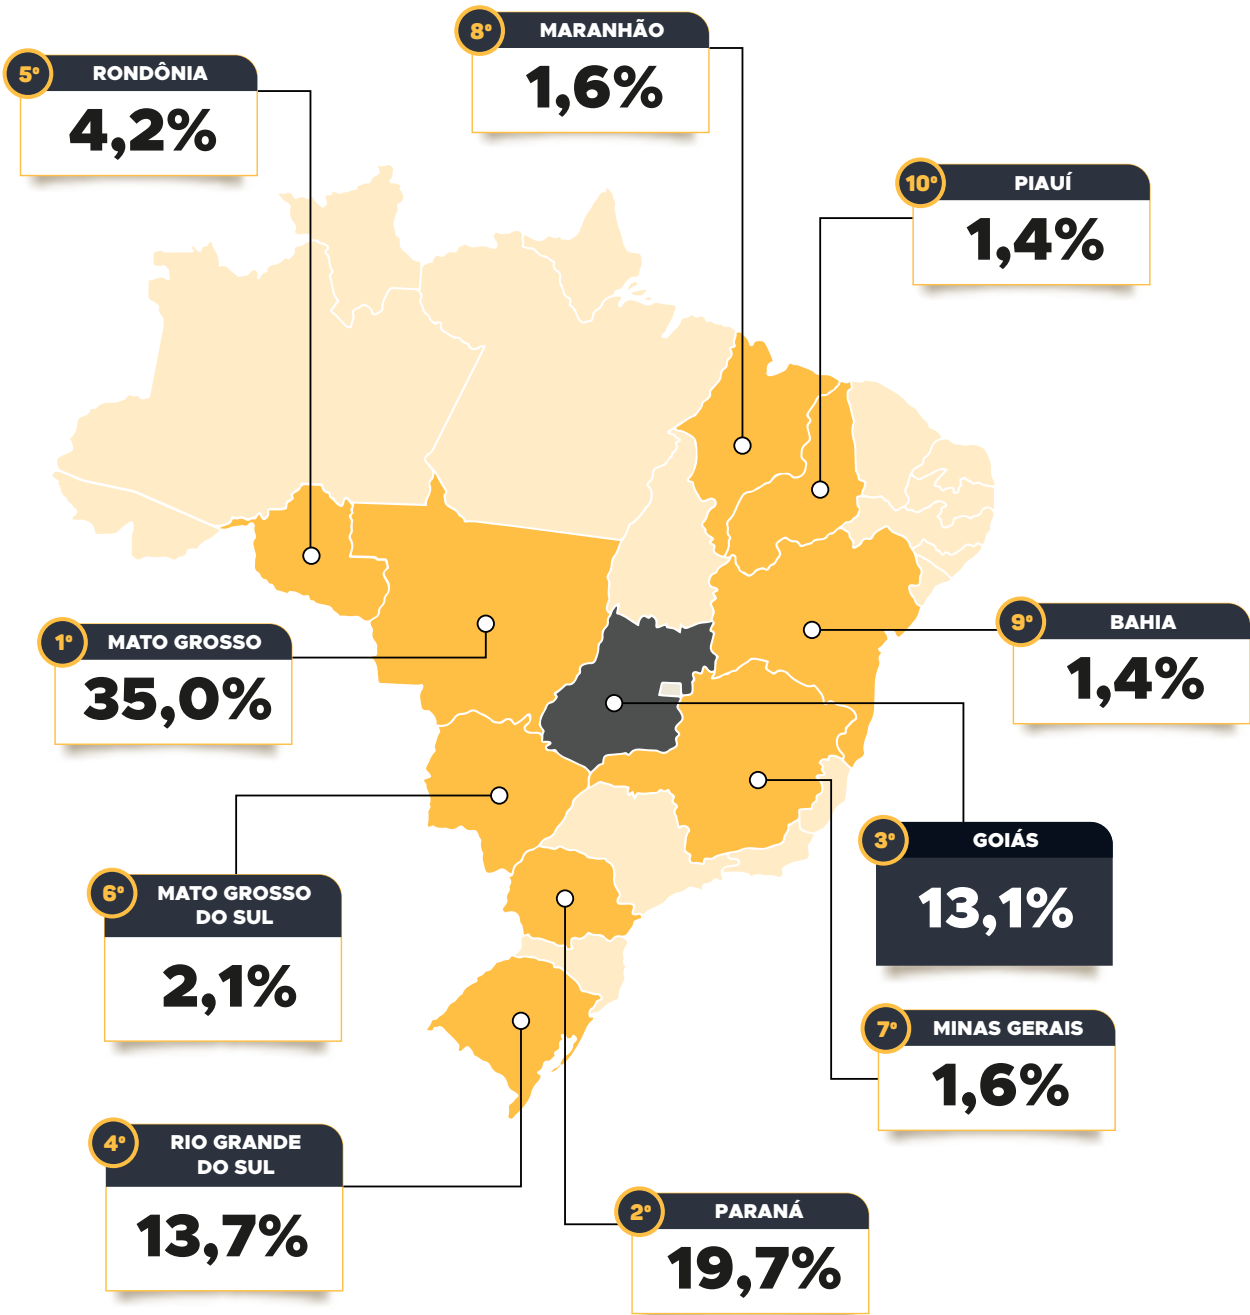 8º
MARANHÃO
1,6%
5º
RONDÔNIA
4,2%
10º
PIAUÍ
1,4%
1º
MATO GROSSO
35,0%
9º
BAHIA
1,4%
3º
GOIÁS
13,1%
6º
MATO GROSSO
DO SUL
2,1%
7º
MINAS GERAIS
1,6%
4º
RIO GRANDE
DO SUL
13,7%
2º
PARANÁ
19,7%